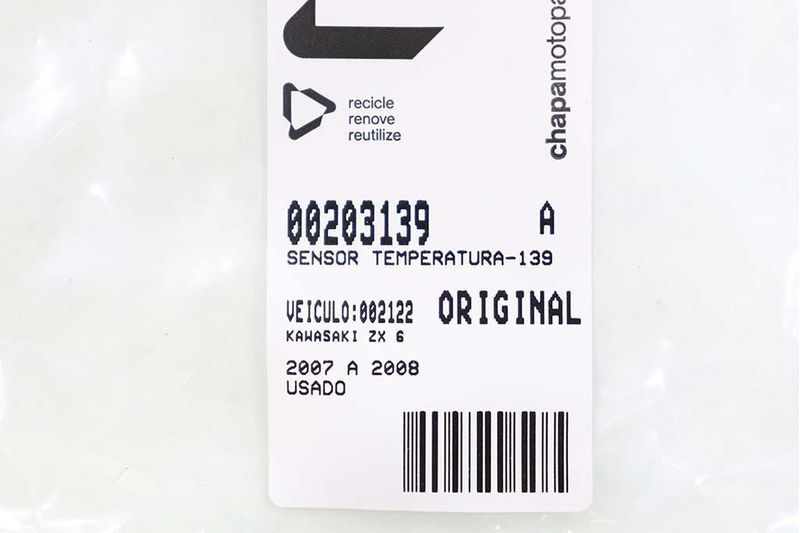 chapamotopa
recicle
renove
reutilize
00203139 A
SENSOR TEMPERATURA-139
VEICULO:002122 ORIGINAL
KAWASAKI ZX 6
2007 A 2008
USADO